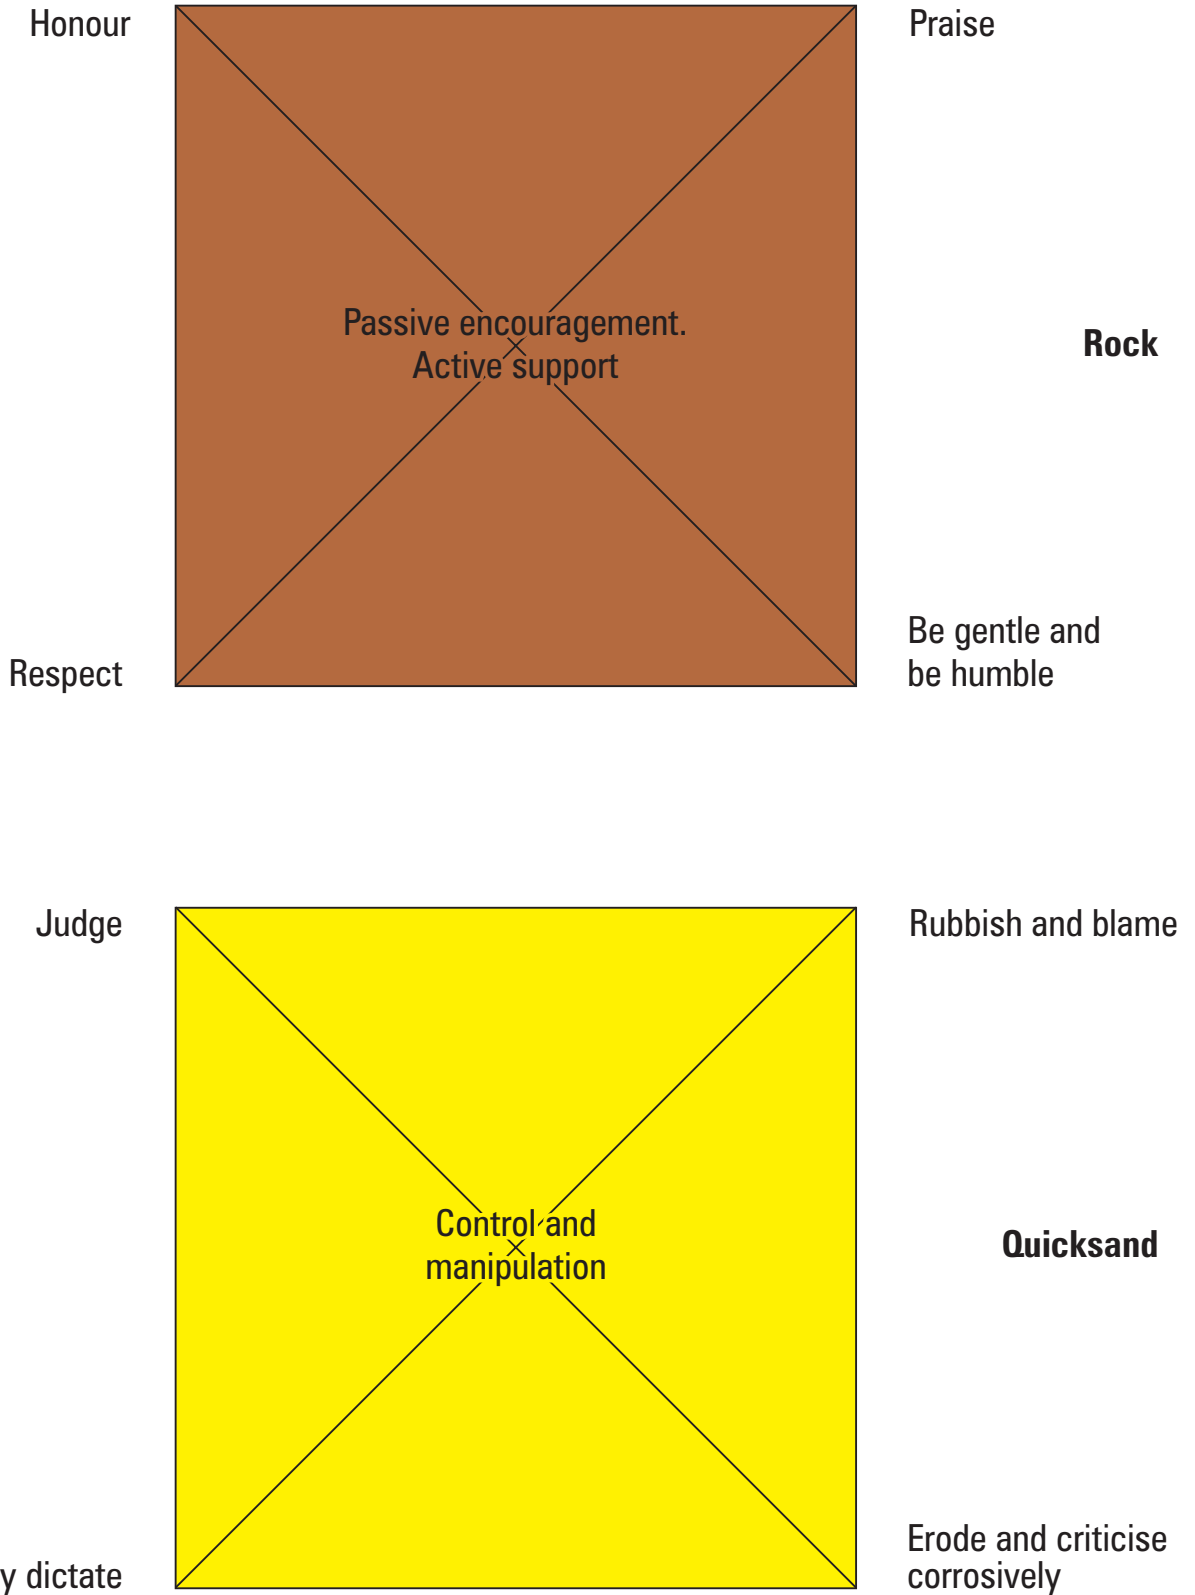 Honour
Praise
Passive encouragement.
Active support
Rock
Be gentle and
be humble
Respect
Judge
Rubbish and blame
Control and
manipulation
Quicksand
Erode and criticise
corrosively
y dictate